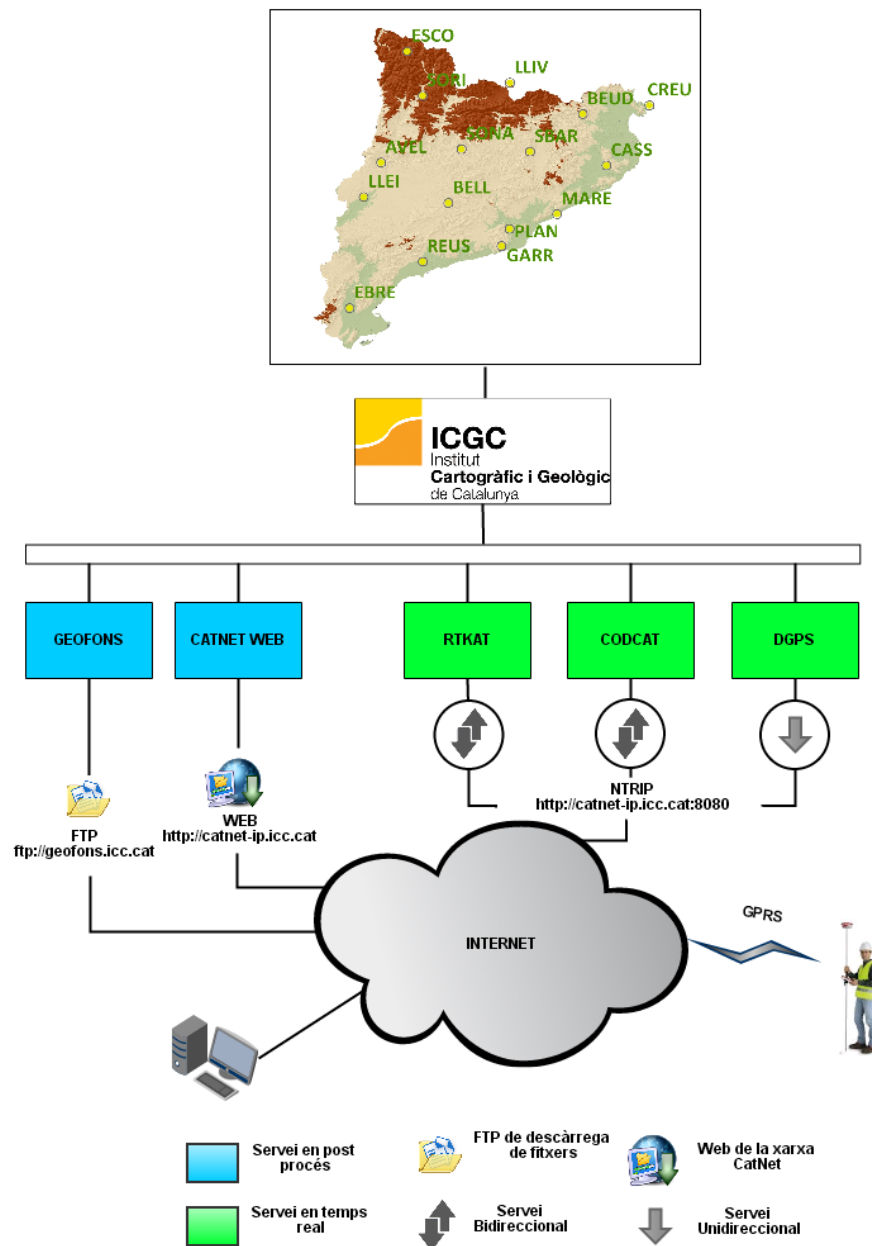 ESCO
LLIV
SORI
CREU
BEUD
SONA
SBAR
AVEL
CASS
LLEI
BELL
MARE
PLAN
REUS
GARR
EBRE
ICGC
Institut
Cartogràfic i Geològic
de Catalunya
GEOFONS
CATNET WEB
RTKAT
CODCAT
DGPS
FTP
ftp://geofons.icc.cat
WEB
http://catnet-ip.icc.cat
NTRIP
http://catnet-ip.icc.cat:8080
INTERNET
GPRS
Servei en post
procés
FTP de descàrrega
de fitxers
Web de la xarxa
CatNet
Servei en temps
real
Servei
Bidireccional
Servei
Unidireccional